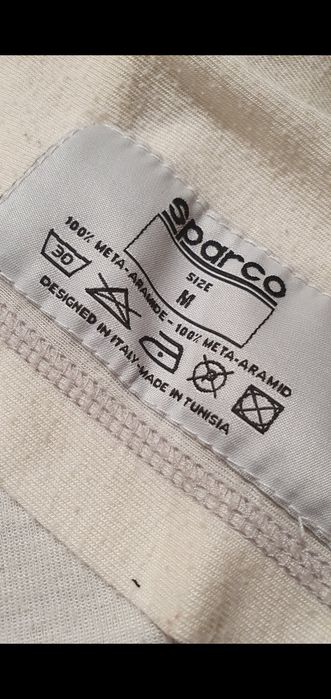 Sparco
SIZE
M
100% META-ARAMIDE - 100% META-ARAMID
30
DESIGNED IN ITALY-MADE IN TUNISIA